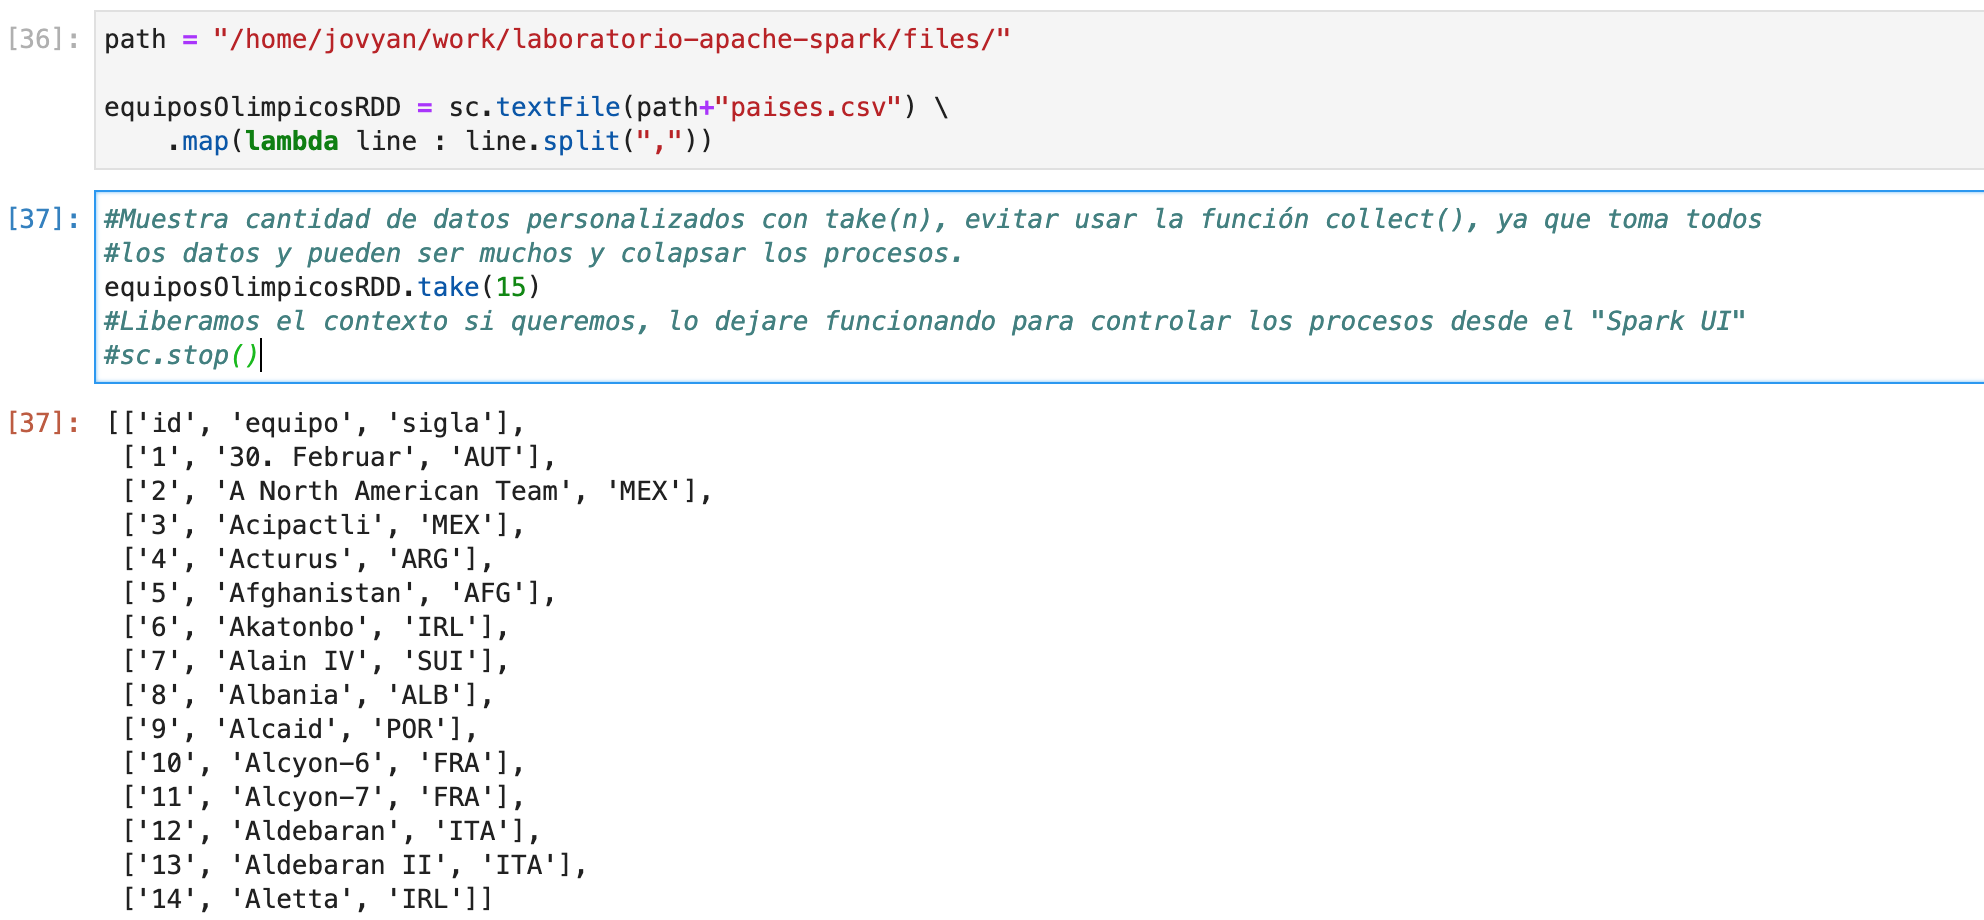 [36]: path = "/home/jovyan/work/laboratorio-apache-spark/files/"
equiposOlimpicosRDD = sc.textFile(path+"paises.csv") \
.map(lambda line : line.split(","))
[37]: #Muestra cantidad de datos personalizados con take(n), evitar usar la función collect(), ya que toma todos
#los datos y pueden ser muchos y colapsar los procesos.
equiposOlimpicosRDD.take(15)
#Liberamos el contexto si queremos, lo dejare funcionando para controlar los procesos desde el "Spark UI"
#sc.stop()
[37]: [['id', 'equipo', 'sigla'],
['1', '30. Februar', 'AUT'],
['2', 'A North American Team', 'MEX'],
['3', 'Acipactli', 'MEX'],
['4', 'Acturus', 'ARG'],
['5', 'Afghanistan', 'AFG'],
['6', 'Akatonbo', 'IRL'],
['7', 'Alain IV', 'SUI'],
['8', 'Albania', 'ALB'],
['9', 'Alcaid', 'POR'],
['10', 'Alcyon-6', 'FRA'],
['11', 'Alcyon-7', 'FRA'],
['12', 'Aldebaran', 'ITA'],
['13', 'Aldebaran II', 'ITA'],
['14', 'Aletta', 'IRL']]